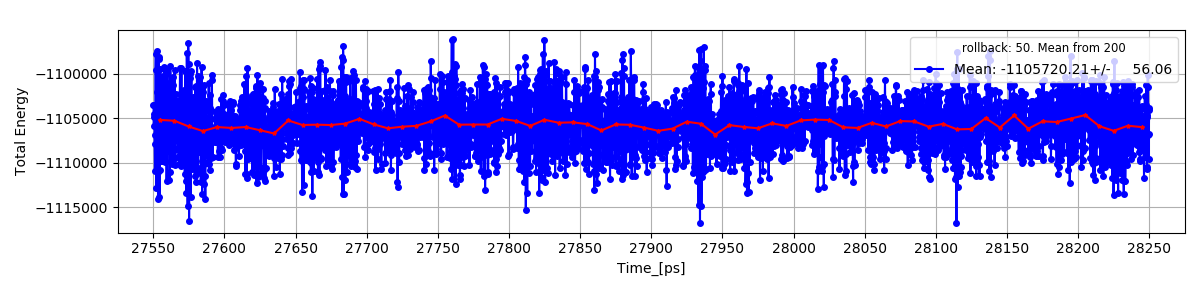 rollback: 50. Mean from 200
Mean: -1105720.21+/- 56.06
Total Energy
−1100000
−1105000
−1110000
−1115000
27550 27600 27650 27700 27750 27800 27850 27900 27950 28000 28050 28100 28150 28200 28250
Time_[ps]